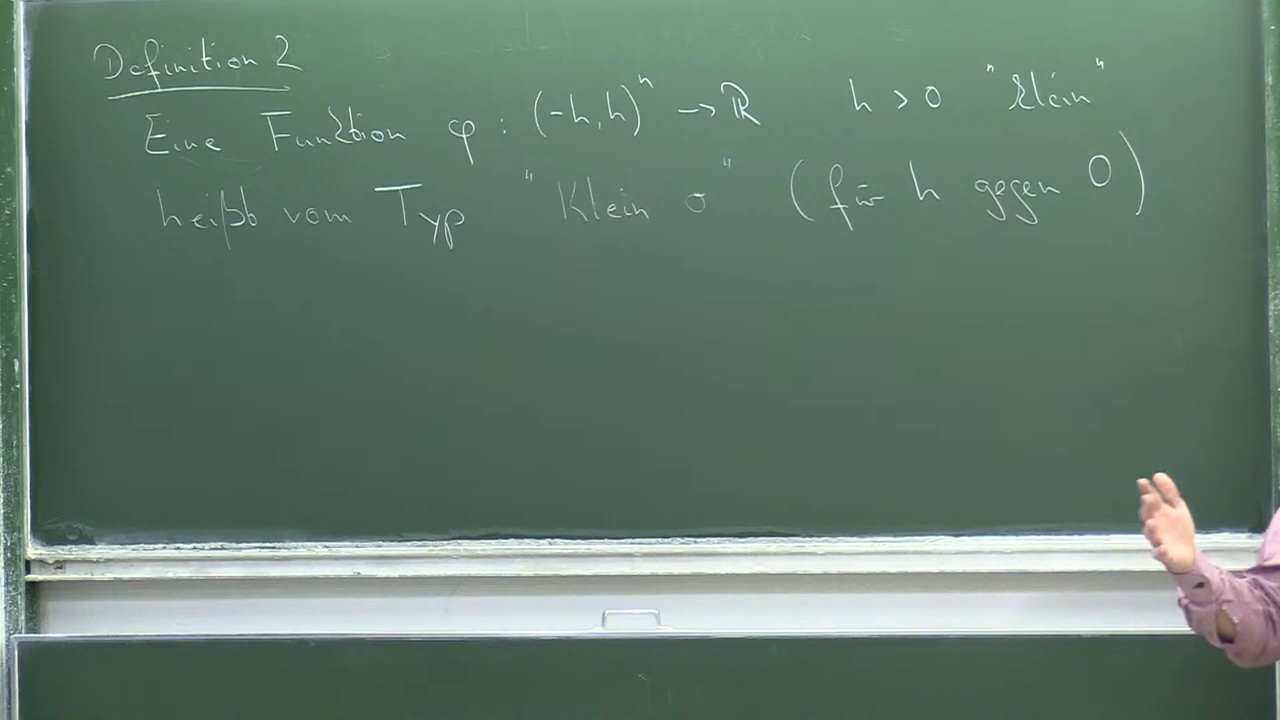 Definition 2
Eine Funktion φ : (-h, h)ⁿ → ℝ h > 0 "klein"
heißt vom Typ "Klein o" (für h gegen 0)